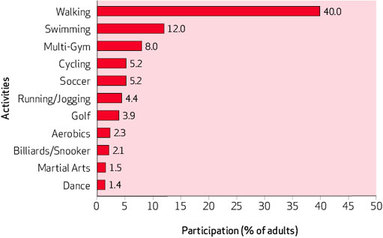 Activities
Walking 40.0
Swimming 12.0
Multi-Gym 8.0
Cycling 5.2
Soccer 5.2
Running/Jogging 4.4
Golf 3.9
Aerobics 2.3
Billiards/Snooker 2.1
Martial Arts 1.5
Dance 1.4
0 5 10 15 20 25 30 35 40 45 50
Participation (% of adults)